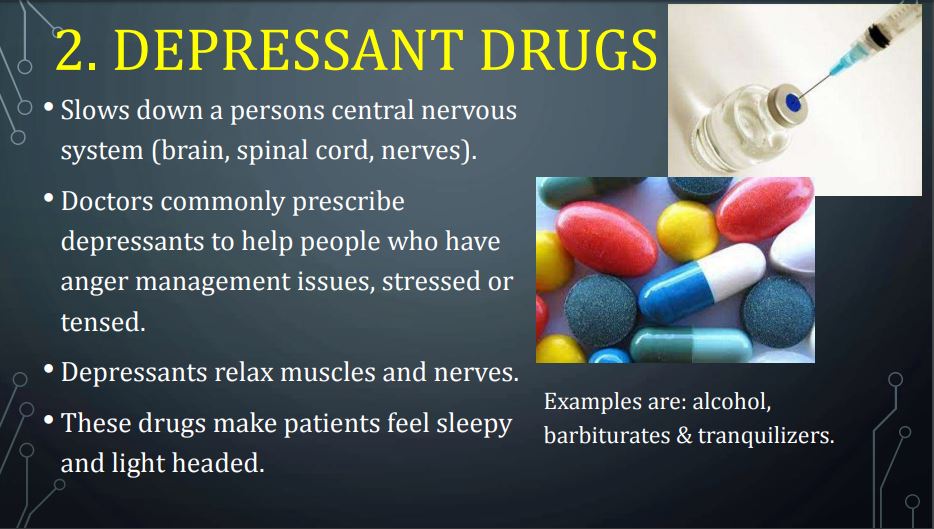 2. DEPRESSANT DRUGS
• Slows down a persons central nervous
system (brain, spinal cord, nerves).
• Doctors commonly prescribe
depressants to help people who have
anger management issues, stressed or
tensed.
• Depressants relax muscles and nerves.
• These drugs make patients feel sleepy
and light headed.
Examples are: alcohol,
barbiturates & tranquilizers.